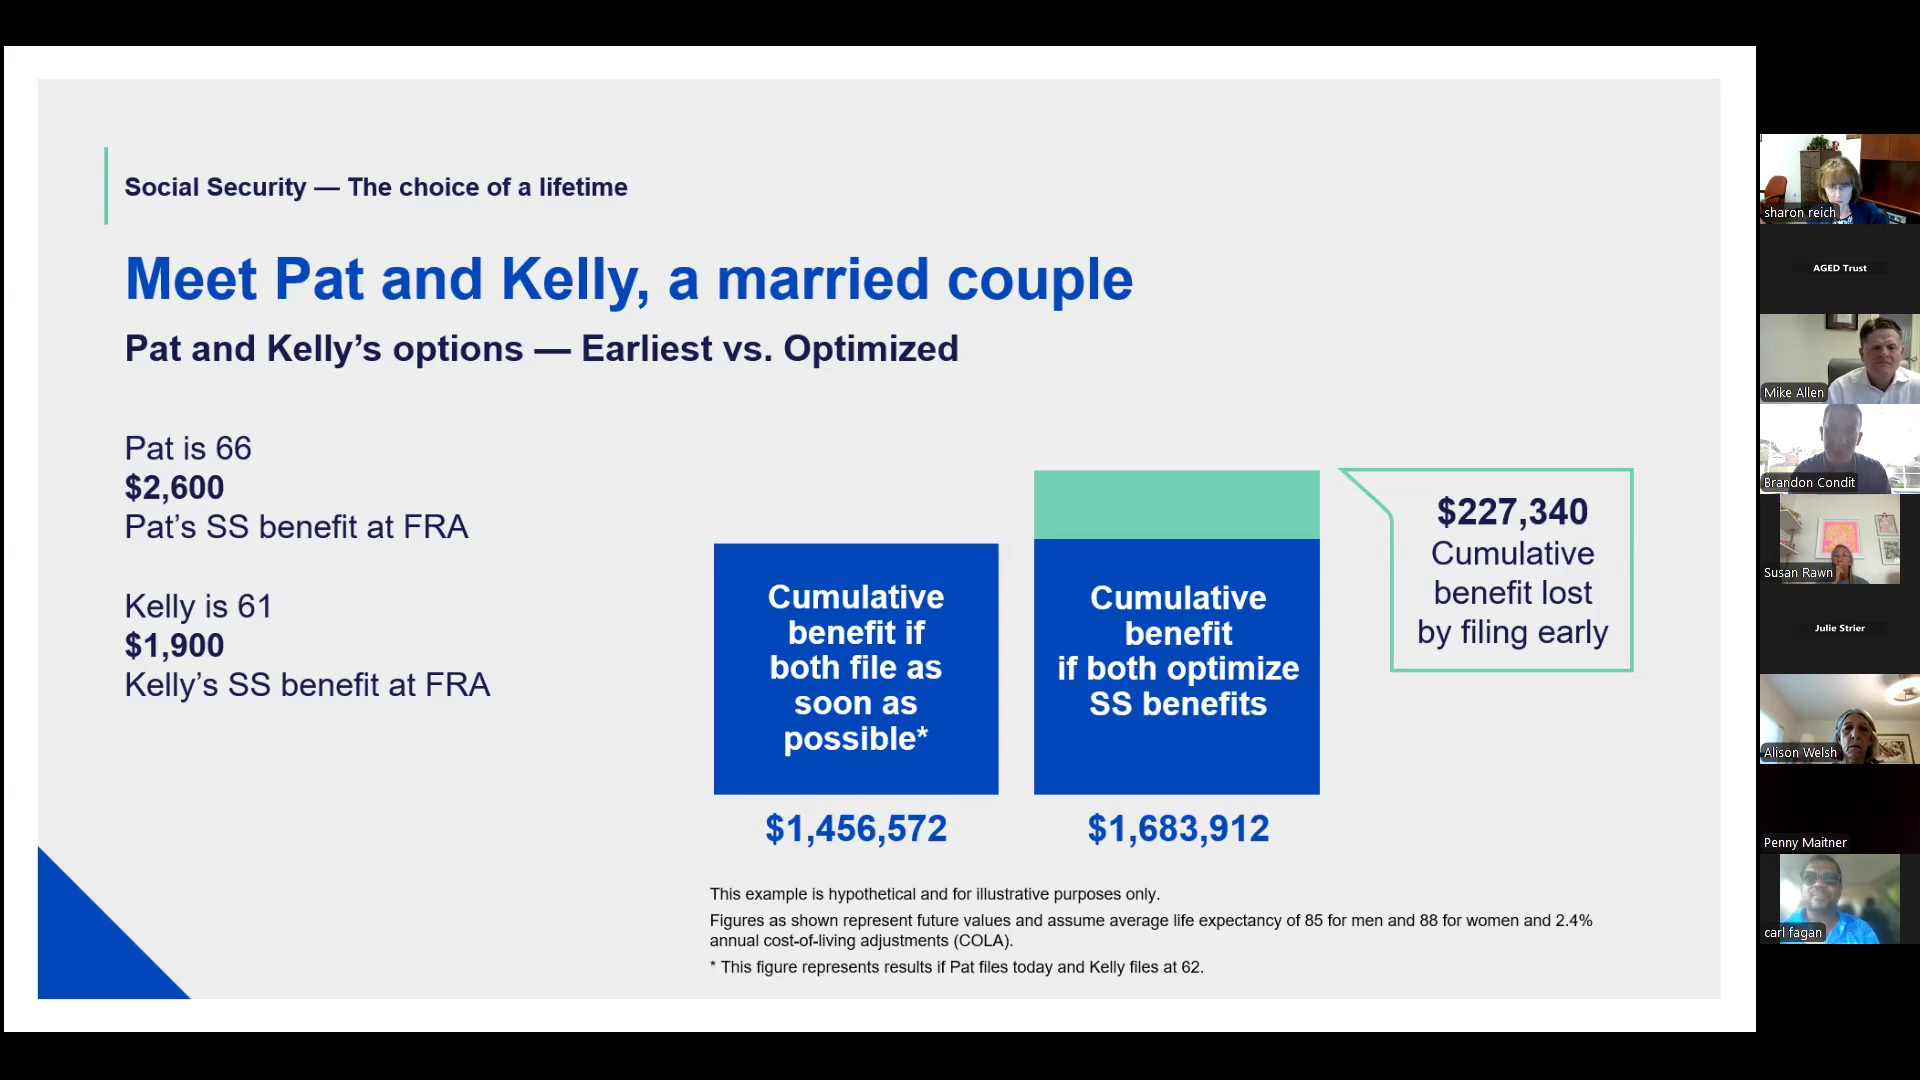 Social Security — The choice of a lifetime
Meet Pat and Kelly, a married couple
Pat and Kelly’s options — Earliest vs. Optimized
Pat is 66
$2,600
Pat’s SS benefit at FRA
Kelly is 61
$1,900
Kelly’s SS benefit at FRA
Cumulative
benefit if
both file as
soon as
possible*
$1,456,572
Cumulative
benefit
if both optimize
SS benefits
$1,683,912
$227,340
Cumulative
benefit lost
by filing early
This example is hypothetical and for illustrative purposes only.
Figures as shown represent future values and assume average life expectancy of 85 for men and 88 for women and 2.4%
annual cost-of-living adjustments (COLA).
* This figure represents results if Pat files today and Kelly files at 62.
sharon reich
AGED Trust
Mike Allen
Brandon Condit
Susan Rawn
Julie Strier
Alison Welsh
Penny Maitner
carl fagan